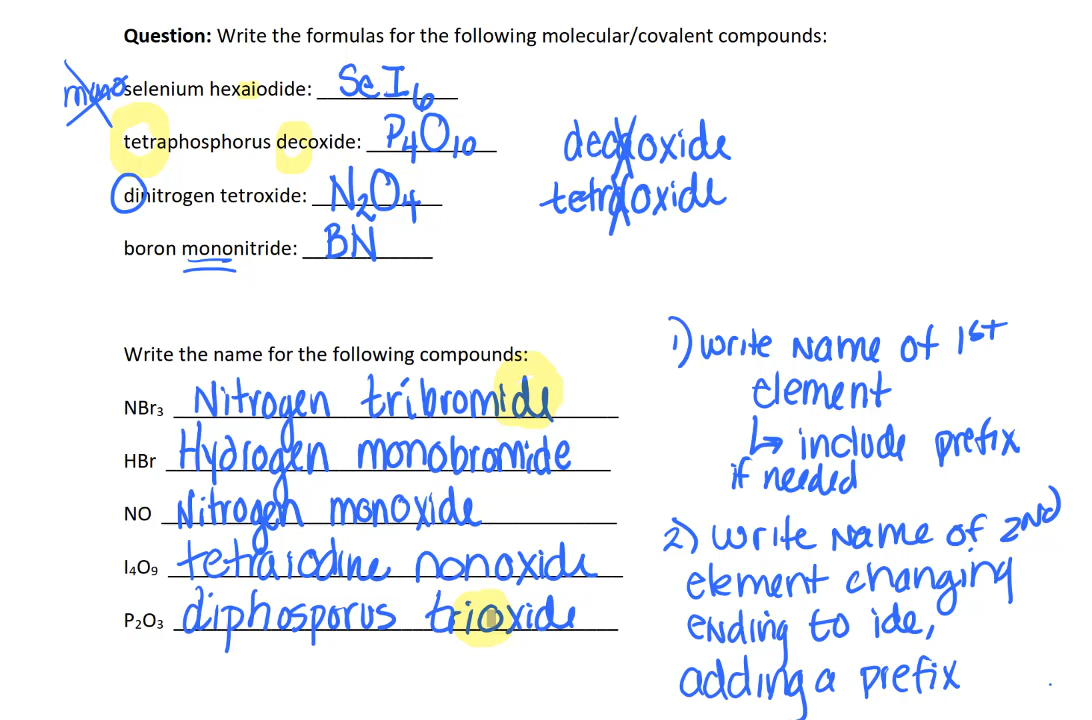 Question: Write the formulas for the following molecular/covalent compounds:
mono selenium hexaiodide: SeI₆
tetraphosphorus decoxide: P₄O₁₀
decaoxide
dinitrogen tetroxide: N₂O₄
tetraoxide
boron mononitride: BN
Write the name for the following compounds:
NBr₃ Nitrogen tribromide
HBr Hydrogen monobromide
NO Nitrogen monoxide
I₄O₉ tetraiodine nonoxide
P₂O₃ diphosporus trioxide
1) write name of 1st
element
↳ include prefix
if needed
2) write name of 2nd
element changing
ending to ide,
adding a prefix